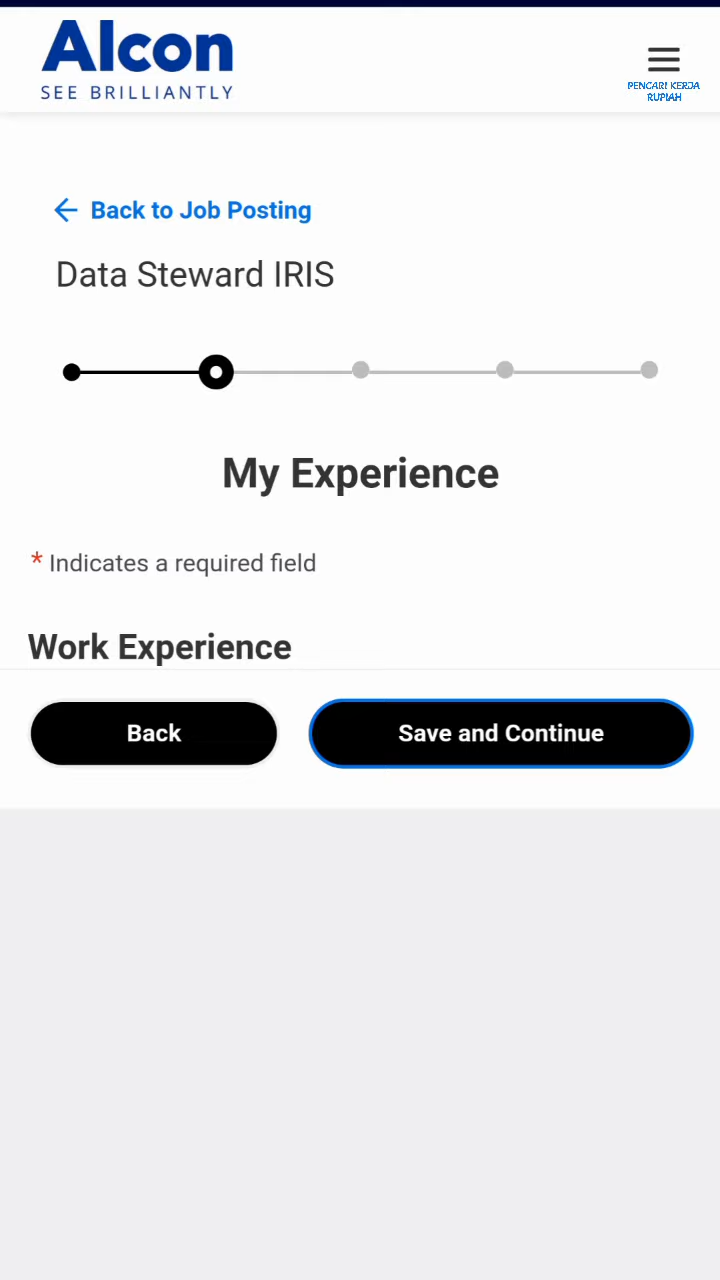 Alcon
SEE BRILLIANTLY
PENCARI KERJA
RUPIAH
Back to Job Posting
Data Steward IRIS
My Experience
* Indicates a required field
Work Experience
Back
Save and Continue